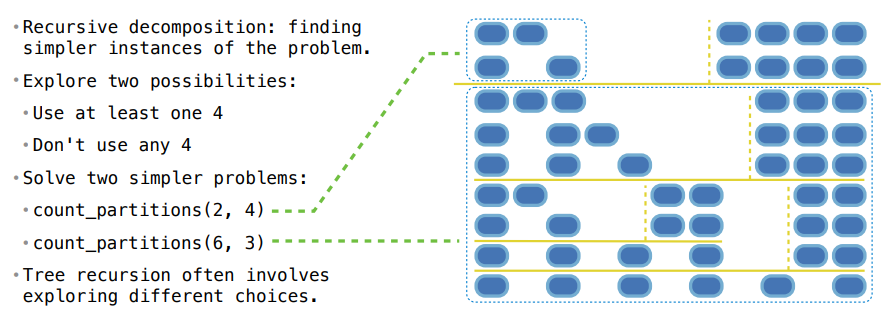 •Recursive decomposition: finding
simpler instances of the problem.
•Explore two possibilities:
•Use at least one 4
•Don't use any 4
•Solve two simpler problems:
•count_partitions(2, 4)
•count_partitions(6, 3)
•Tree recursion often involves
exploring different choices.